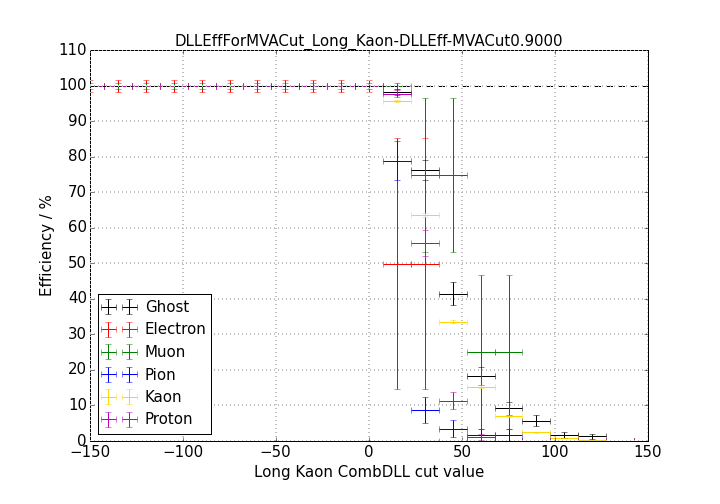 DLLEffForMVACut_Long_Kaon-DLLEff-MVACut0.9000
110
100
90
80
70
60
50
40
30
20
10
0
Efficiency / %
Ghost
Electron
Muon
Pion
Kaon
Proton
−150 −100 −50 0 50 100 150
Long Kaon CombDLL cut value